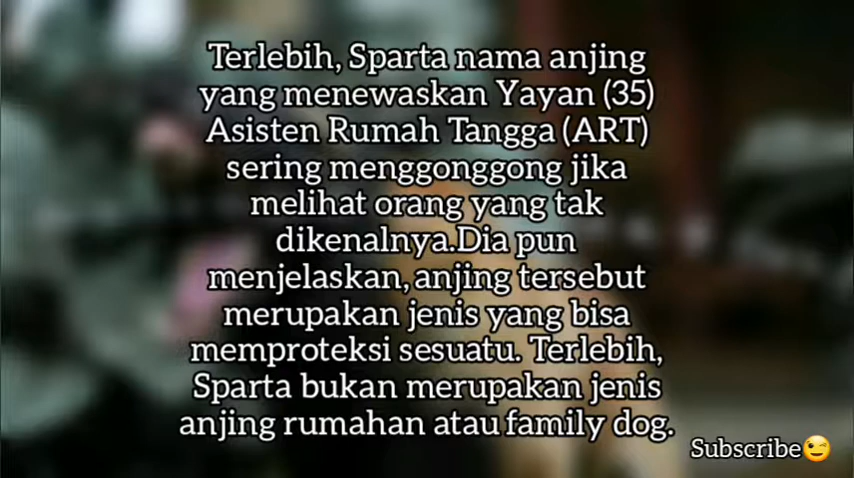 Terlebih, Sparta nama anjing
yang menewaskan Yayan (35)
Asisten Rumah Tangga (ART)
sering menggonggong jika
melihat orang yang tak
dikenalnya.Dia pun
menjelaskan, anjing tersebut
merupakan jenis yang bisa
memproteksi sesuatu. Terlebih,
Sparta bukan merupakan jenis
anjing rumahan atau family dog.
Subscribe😉